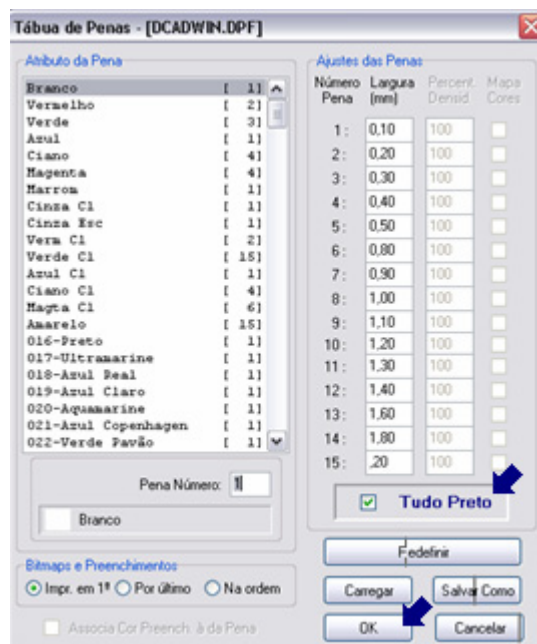 Tábua de Penas - [DCADWIN.DPF]
Atributo da Pena
Branco [ 1]
Vermelho [ 2]
Verde [ 3]
Azul [ 1]
Ciano [ 4]
Magenta [ 4]
Marrom [ 1]
Cinza Cl [ 1]
Cinza Esc [ 1]
Verm Cl [ 2]
Verde Cl [ 15]
Azul Cl [ 1]
Ciano Cl [ 4]
Magta Cl [ 6]
Amarelo [ 15]
016-Preto [ 1]
017-Ultramarine [ 1]
018-Azul Real [ 1]
019-Azul Claro [ 1]
020-Aquamarine [ 1]
021-Azul Copenhagen [ 1]
022-Verde Pavão [ 1]
Pena Número: 1
Branco
Bitmaps e Preenchimentos
Impr. em 1º Por último Na ordem
Associa Cor Preench. à da Pena
Ajustes das Penas
Número Pena Largura (mm) Percent. Densid Mapa Cores
1: 0,10 100
2: 0,20 100
3: 0,30 100
4: 0,40 100
5: 0,50 100
6: 0,80 100
7: 0,90 100
8: 1,00 100
9: 1,10 100
10: 1,20 100
11: 1,30 100
12: 1,40 100
13: 1,60 100
14: 1,80 100
15: ,20 100
Tudo Preto
Redefinir
Carregar Salvar Como
OK Cancelar